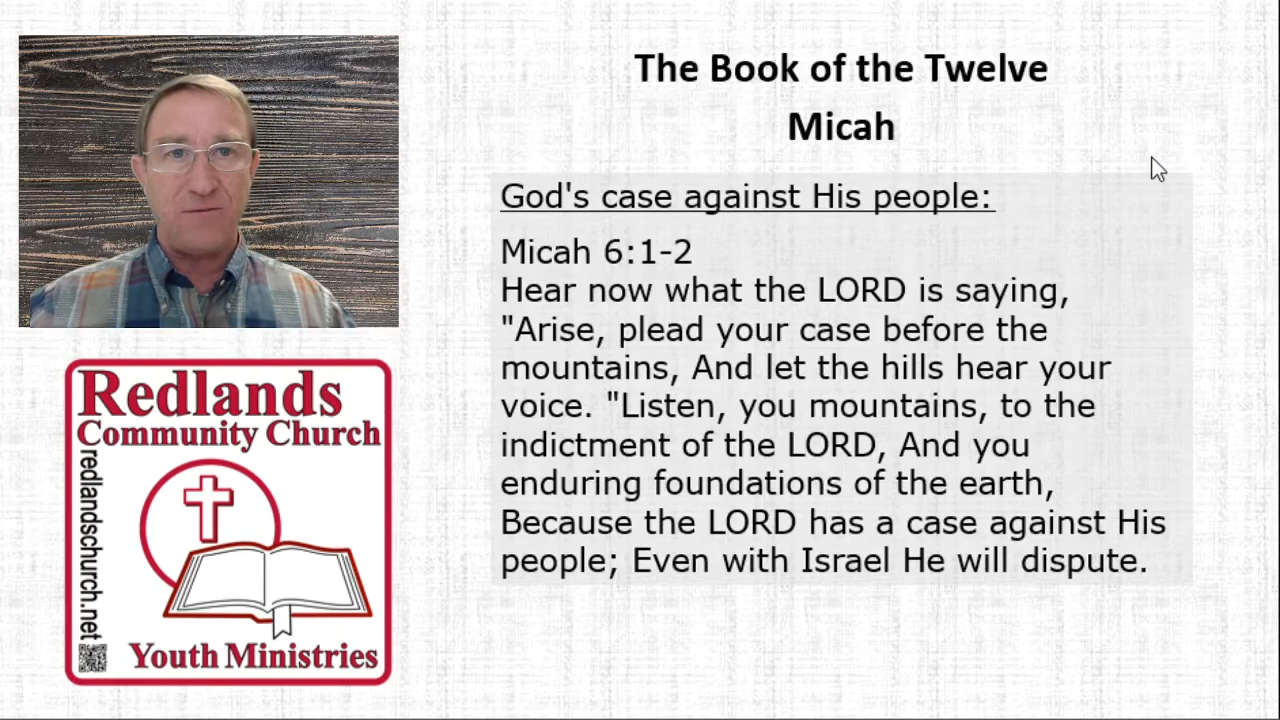 The Book of the Twelve
Micah
God's case against His people:
Micah 6:1-2
Hear now what the LORD is saying,
"Arise, plead your case before the
mountains, And let the hills hear your
voice. "Listen, you mountains, to the
indictment of the LORD, And you
enduring foundations of the earth,
Because the LORD has a case against His
people; Even with Israel He will dispute.
Redlands
Community Church
redlandschurch.net
Youth Ministries